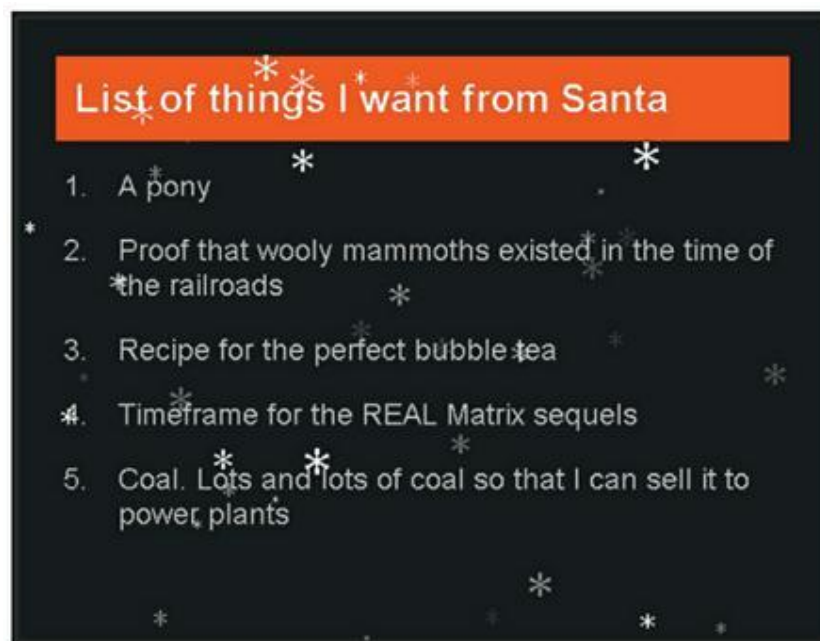 List of things I want from Santa
1. A pony
2. Proof that wooly mammoths existed in the time of
the railroads
3. Recipe for the perfect bubble tea
4. Timeframe for the REAL Matrix sequels
5. Coal. Lots and lots of coal so that I can sell it to
power plants